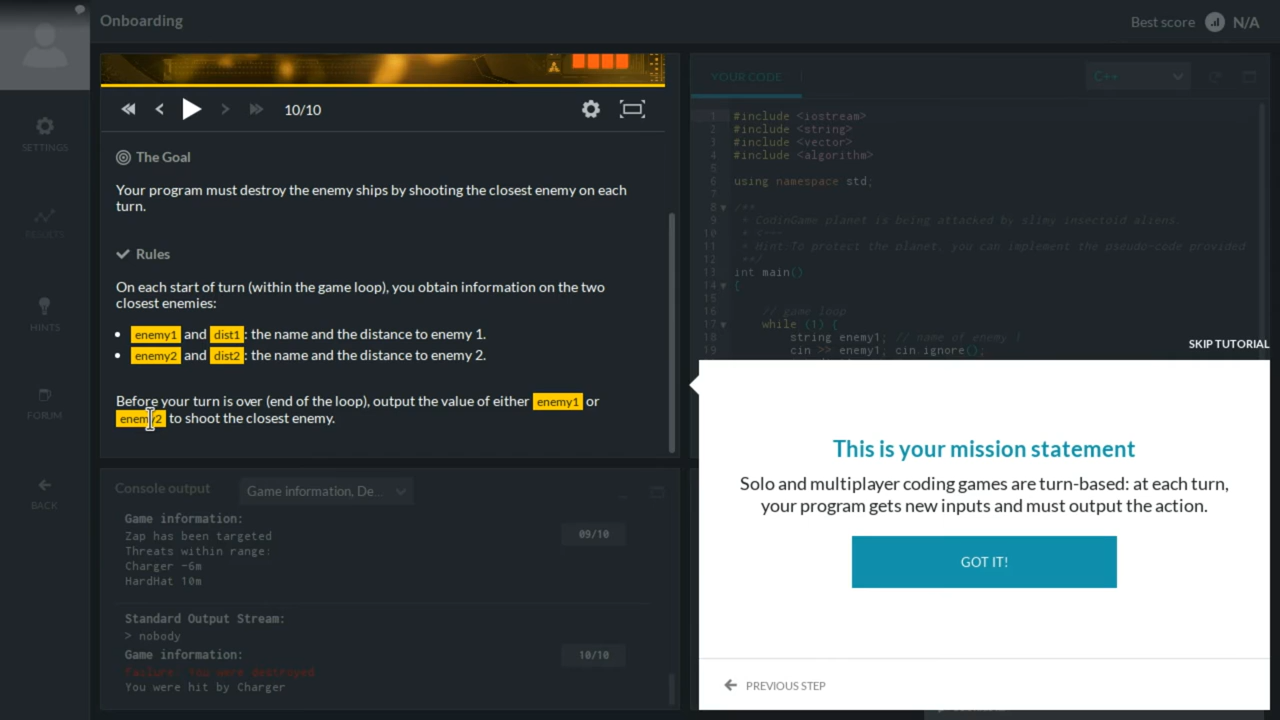 Onboarding
Best score
N/A
SETTINGS
RESULTS
HINTS
FORUM
BACK
10/10
The Goal
Your program must destroy the enemy ships by shooting the closest enemy on each
turn.
Rules
On each start of turn (within the game loop), you obtain information on the two
closest enemies:
• enemy1 and dist1: the name and the distance to enemy 1.
• enemy2 and dist2: the name and the distance to enemy 2.
Before your turn is over (end of the loop), output the value of either enemy1 or
enemy2 to shoot the closest enemy.
Console output
Game information, De...
Game information:
09/10
Zap has been targeted
Threats within range:
Charger -6m
HardHat 10m
Standard Output Stream:
> nobody
Game information:
10/10
Failure: You were destroyed
You were hit by Charger
YOUR CODE
C++
1 #include <iostream>
2 #include <string>
3 #include <vector>
4 #include <algorithm>
5
6 using namespace std;
7
8 /**
9 * CodinGame planet is being attacked by slimy insectoid aliens.
10 * <---
11 * Hint:To protect the planet, you can implement the pseudo-code provided
12 **/
13 int main()
14 {
15
16 // game loop
17 while (1) {
18 string enemy1; // name of enemy 1
19 cin >> enemy1; cin.ignore();
SKIP TUTORIAL
This is your mission statement
Solo and multiplayer coding games are turn-based: at each turn,
your program gets new inputs and must output the action.
GOT IT!
PREVIOUS STEP